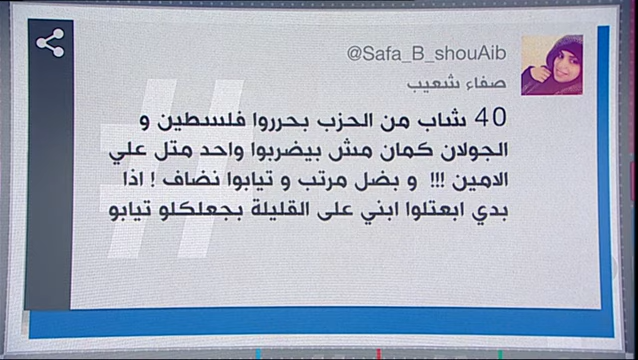 @Safa_B_shouAib
صفاء شعيب
40 شاب من الحزب بحرروا فلسطين و
الجولان كمان مش بيضربوا واحد متل علي
الامين !!! و بضل مرتب و تيابوا نضاف ! اذا
بدي ابعتلوا ابني على القليلة بجعلكلو تيابو